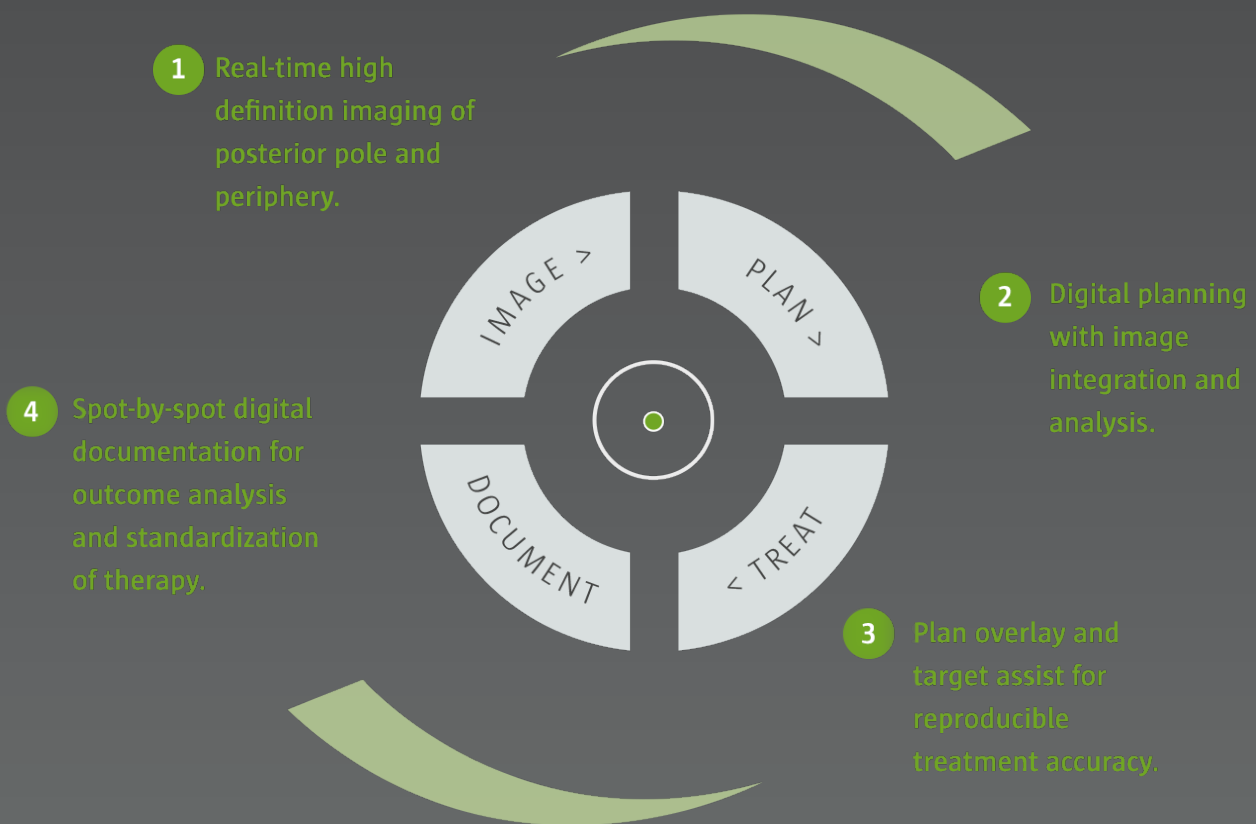 1 Real-time high
definition imaging of
posterior pole and
periphery.
IMAGE >
PLAN >
2 Digital planning
with image
integration and
analysis.
< TREAT
3 Plan overlay and
target assist for
reproducible
treatment accuracy.
DOCUMENT
4 Spot-by-spot digital
documentation for
outcome analysis
and standardization
of therapy.